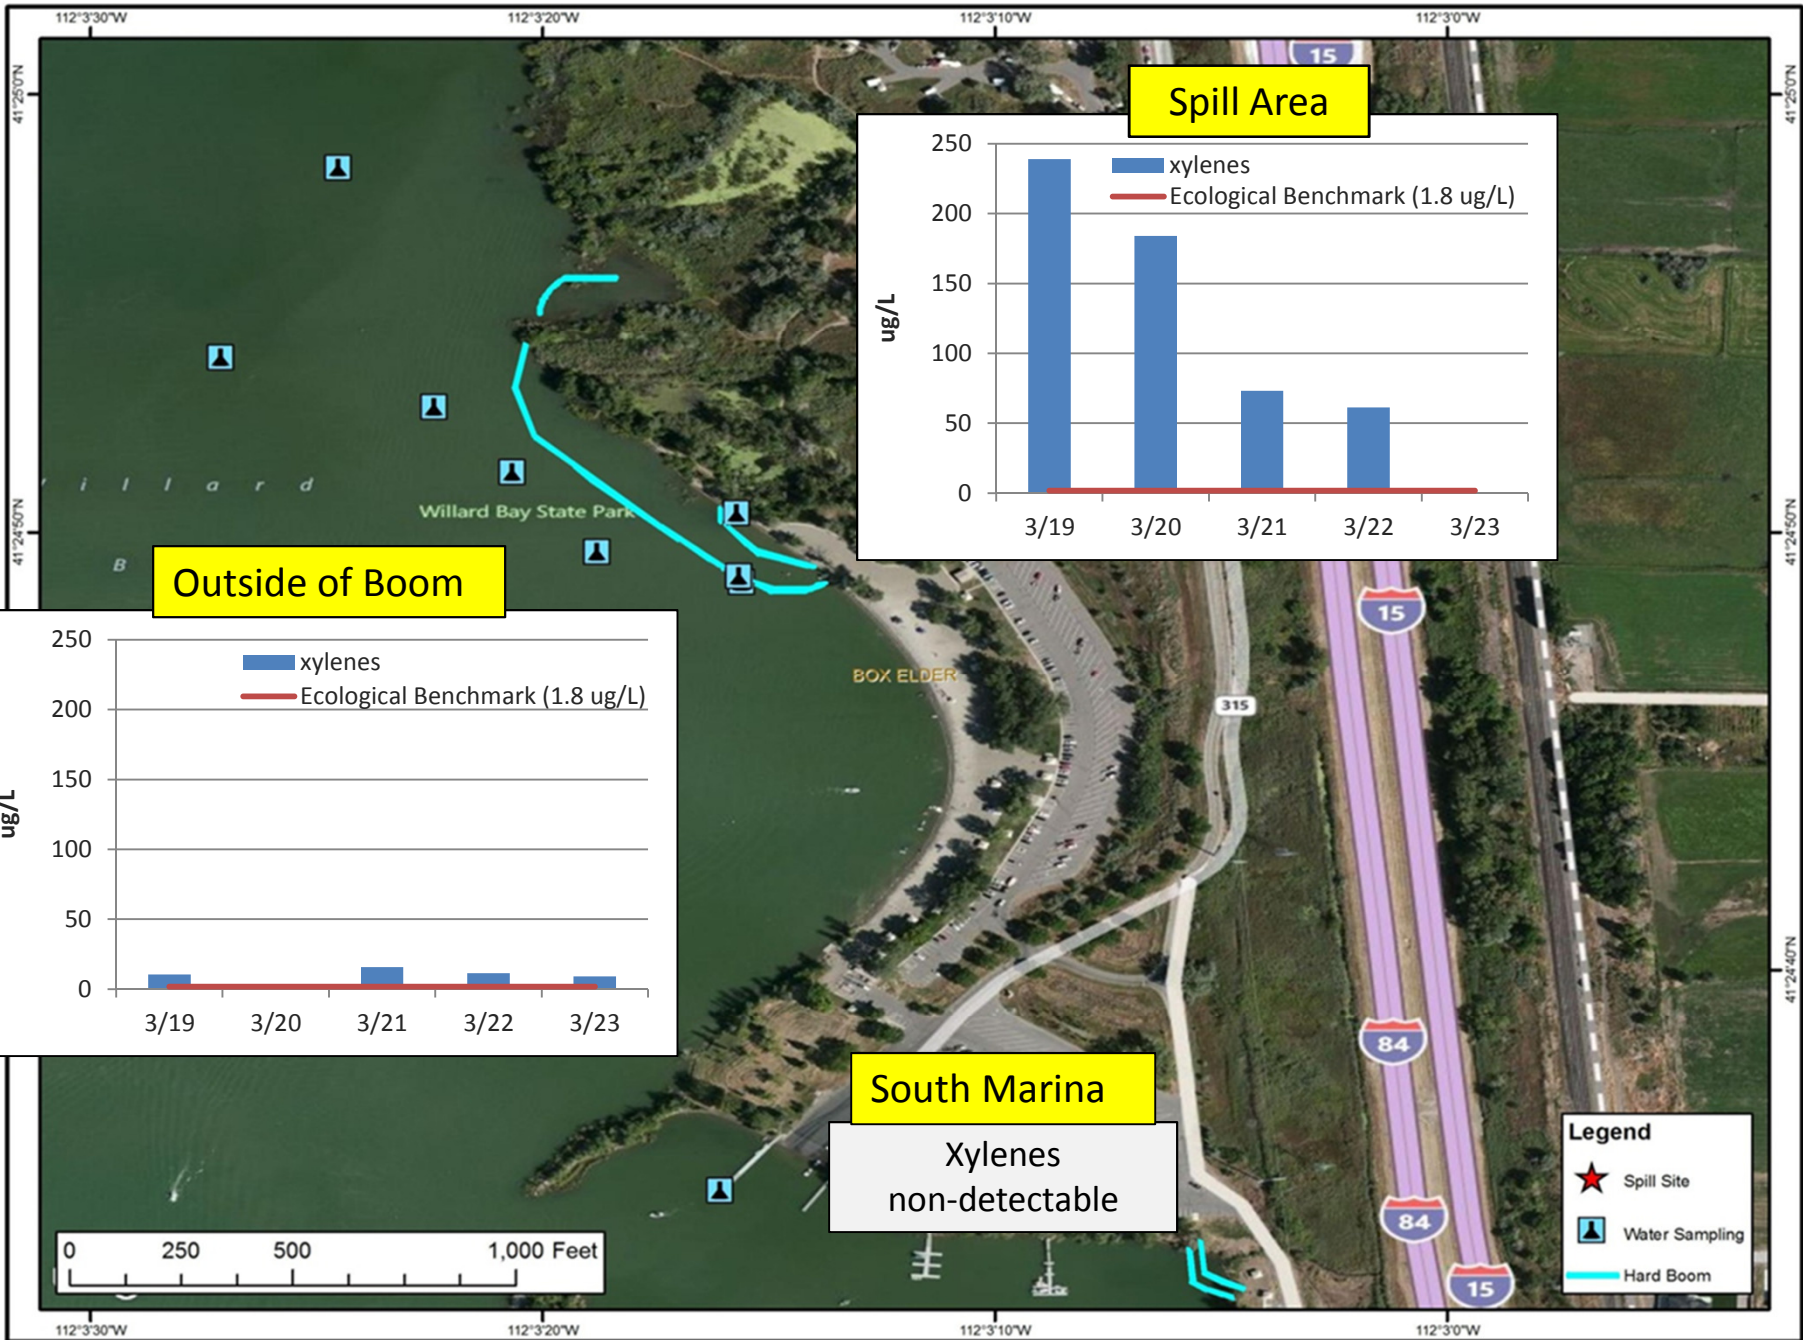 112°3'30"W
112°3'20"W
112°3'10"W
112°3'0"W
41°25'0"N
41°25'0"N
15
Spill Area
250
200
150
100
50
0
ug/L
xylenes
Ecological Benchmark (1.8 ug/L)
3/19
3/20
3/21
3/22
3/23
illard
Willard Bay State Park
41°24'50"N
41°24'50"N
B
Outside of Boom
250
200
150
100
50
0
ug/L
xylenes
Ecological Benchmark (1.8 ug/L)
3/19
3/20
3/21
3/22
3/23
15
BOX ELDER
315
41°24'40"N
84
South Marina
Xylenes
non-detectable
84
15
Legend
Spill Site
Water Sampling
Hard Boom
0
250
500
1,000 Feet
112°3'30"W
112°3'20"W
112°3'10"W
112°3'0"W